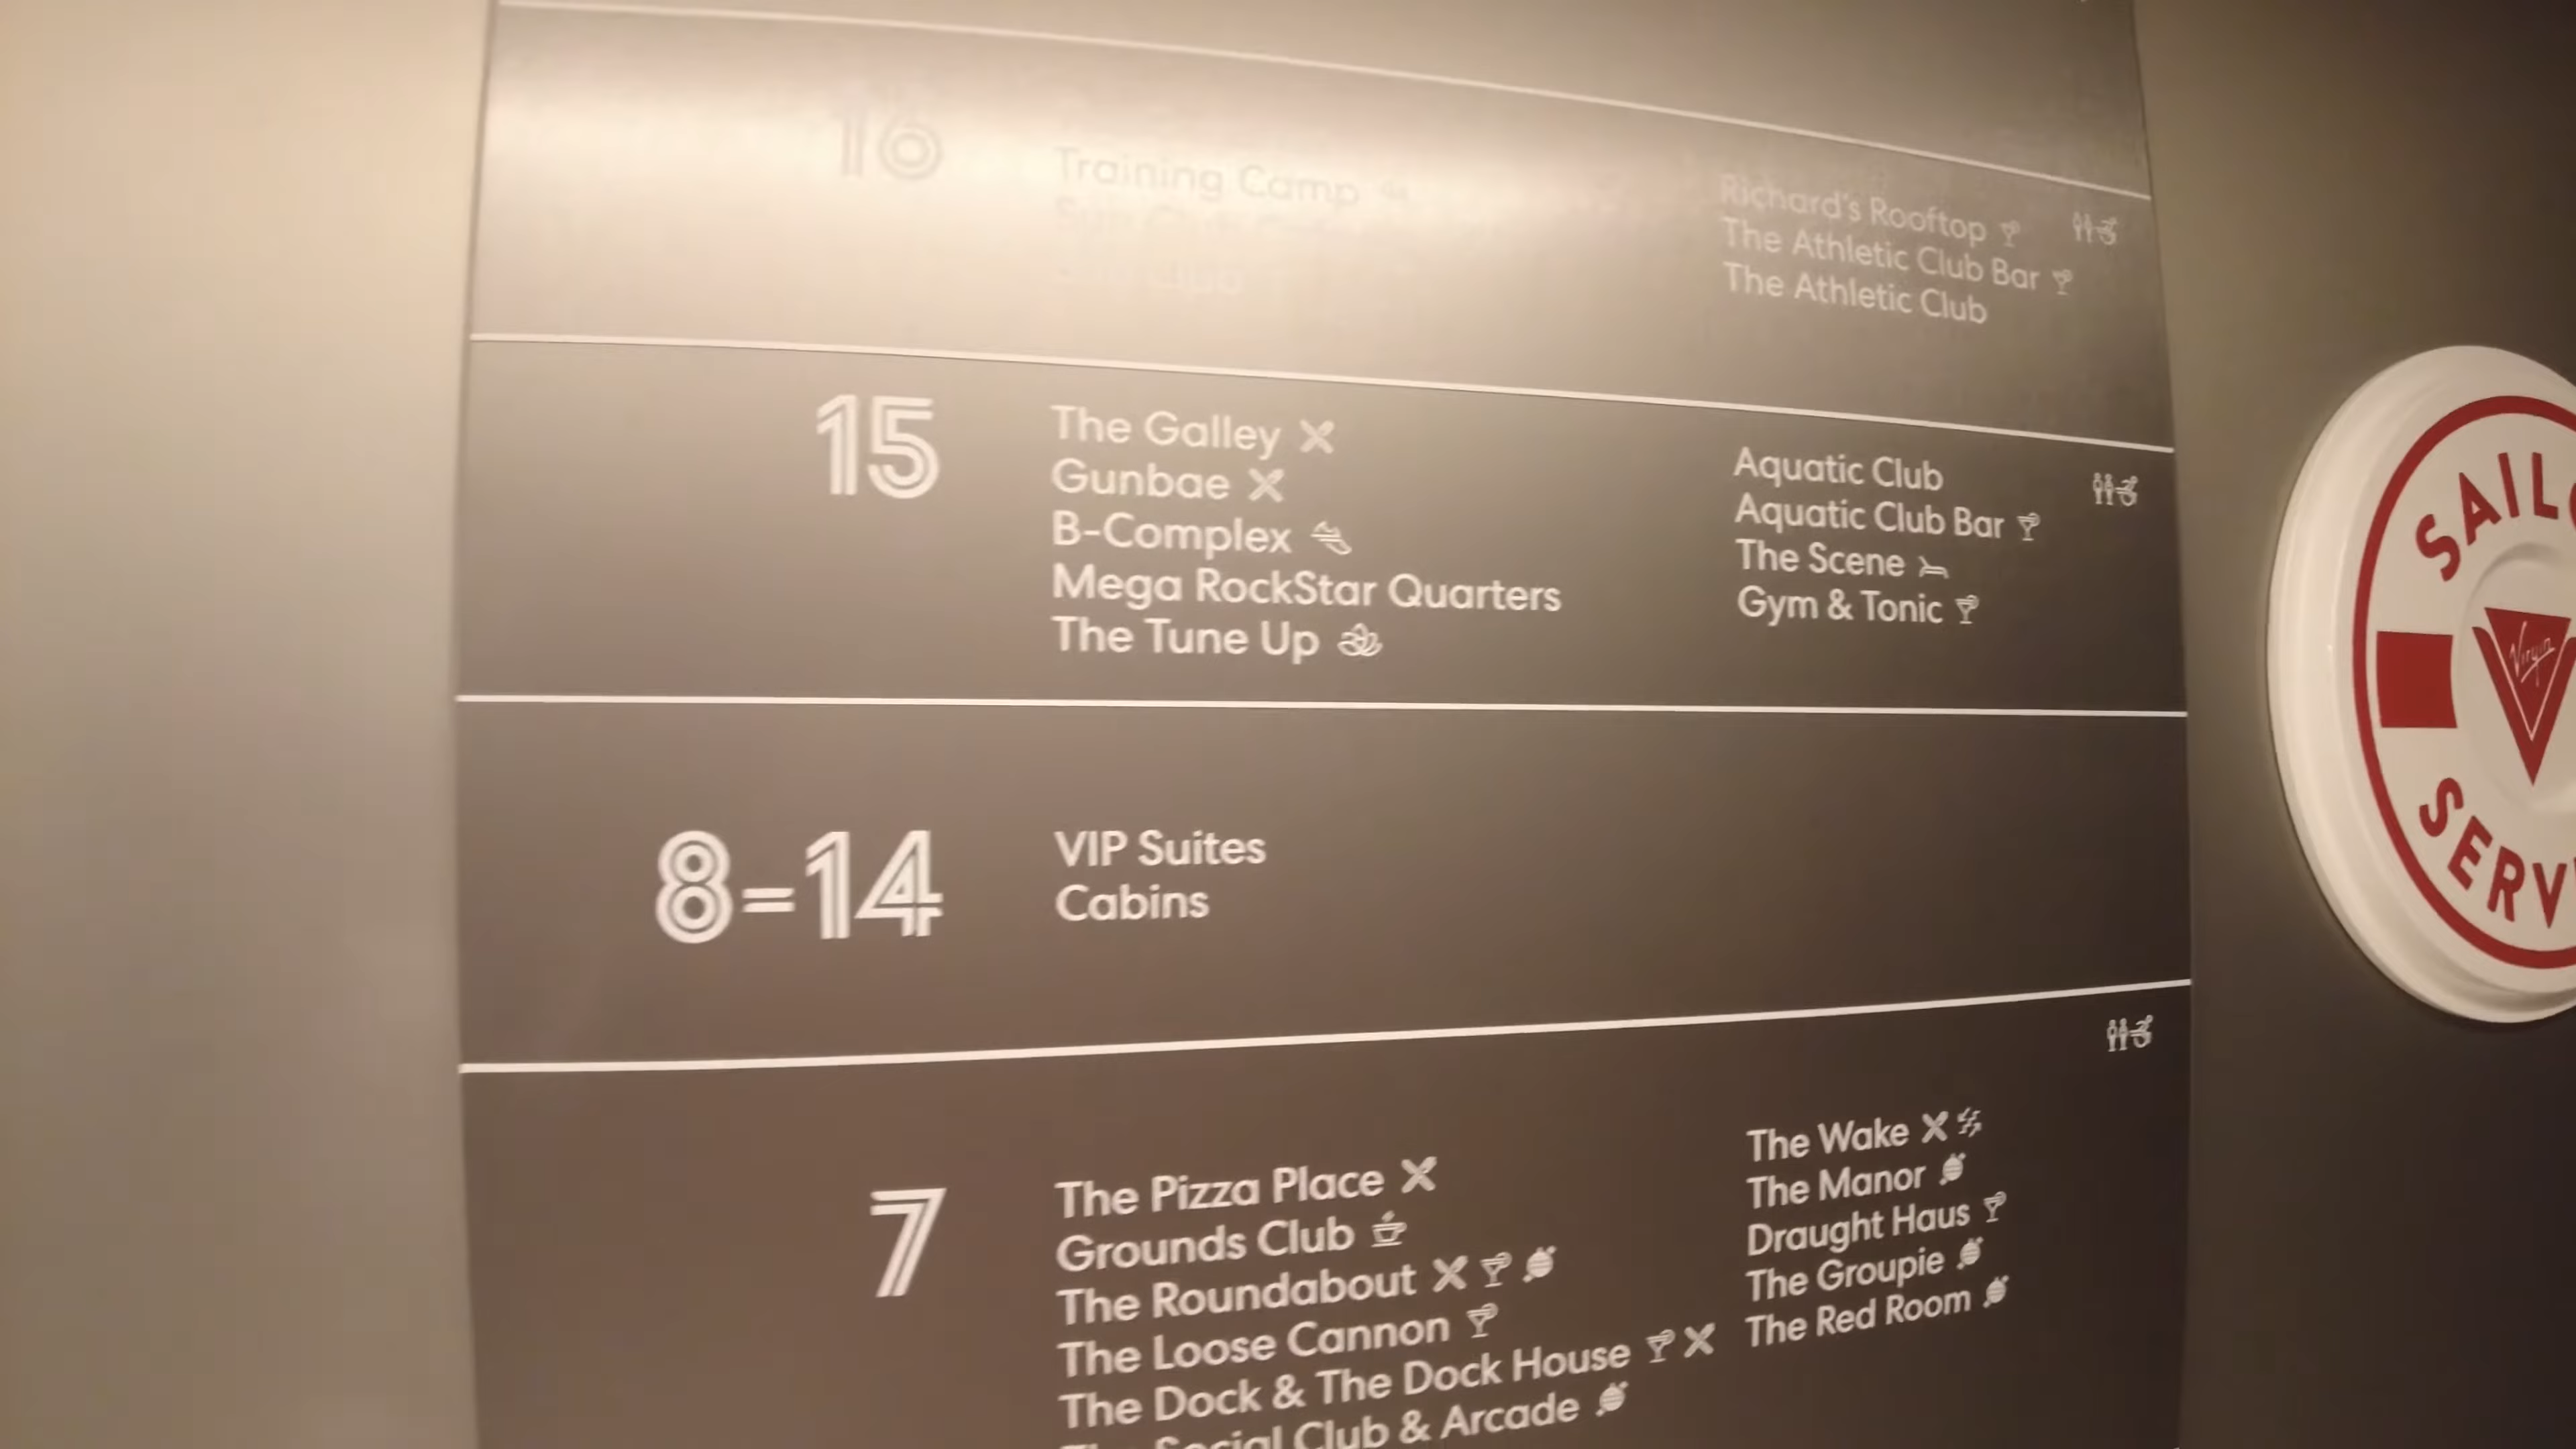 16
Training Camp
Richard's Rooftop
The Athletic Club Bar
The Athletic Club
15
The Galley
Gunbae
B-Complex
Mega RockStar Quarters
The Tune Up
Aquatic Club
Aquatic Club Bar
The Scene
Gym & Tonic
8=14
VIP Suites
Cabins
7
The Pizza Place
Grounds Club
The Roundabout
The Loose Cannon
The Dock & The Dock House
Social Club & Arcade
The Wake
The Manor
Draught Haus
The Groupie
The Red Room
Virgin